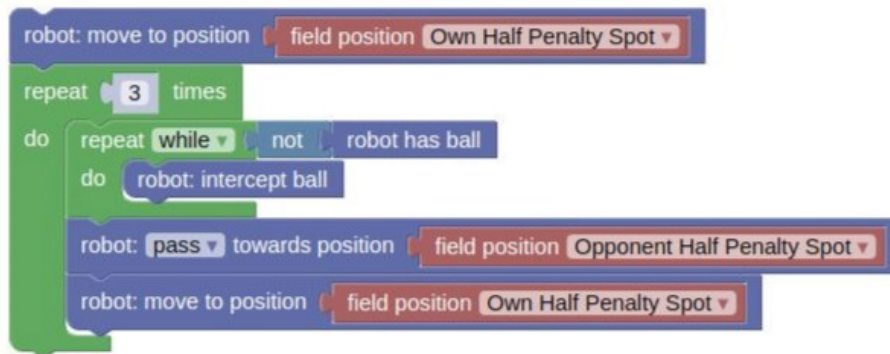 robot: move to position field position Own Half Penalty Spot ▾
repeat 3 times
do repeat while ▾ not robot has ball
do robot: intercept ball
robot: pass ▾ towards position field position Opponent Half Penalty Spot ▾
robot: move to position field position Own Half Penalty Spot ▾